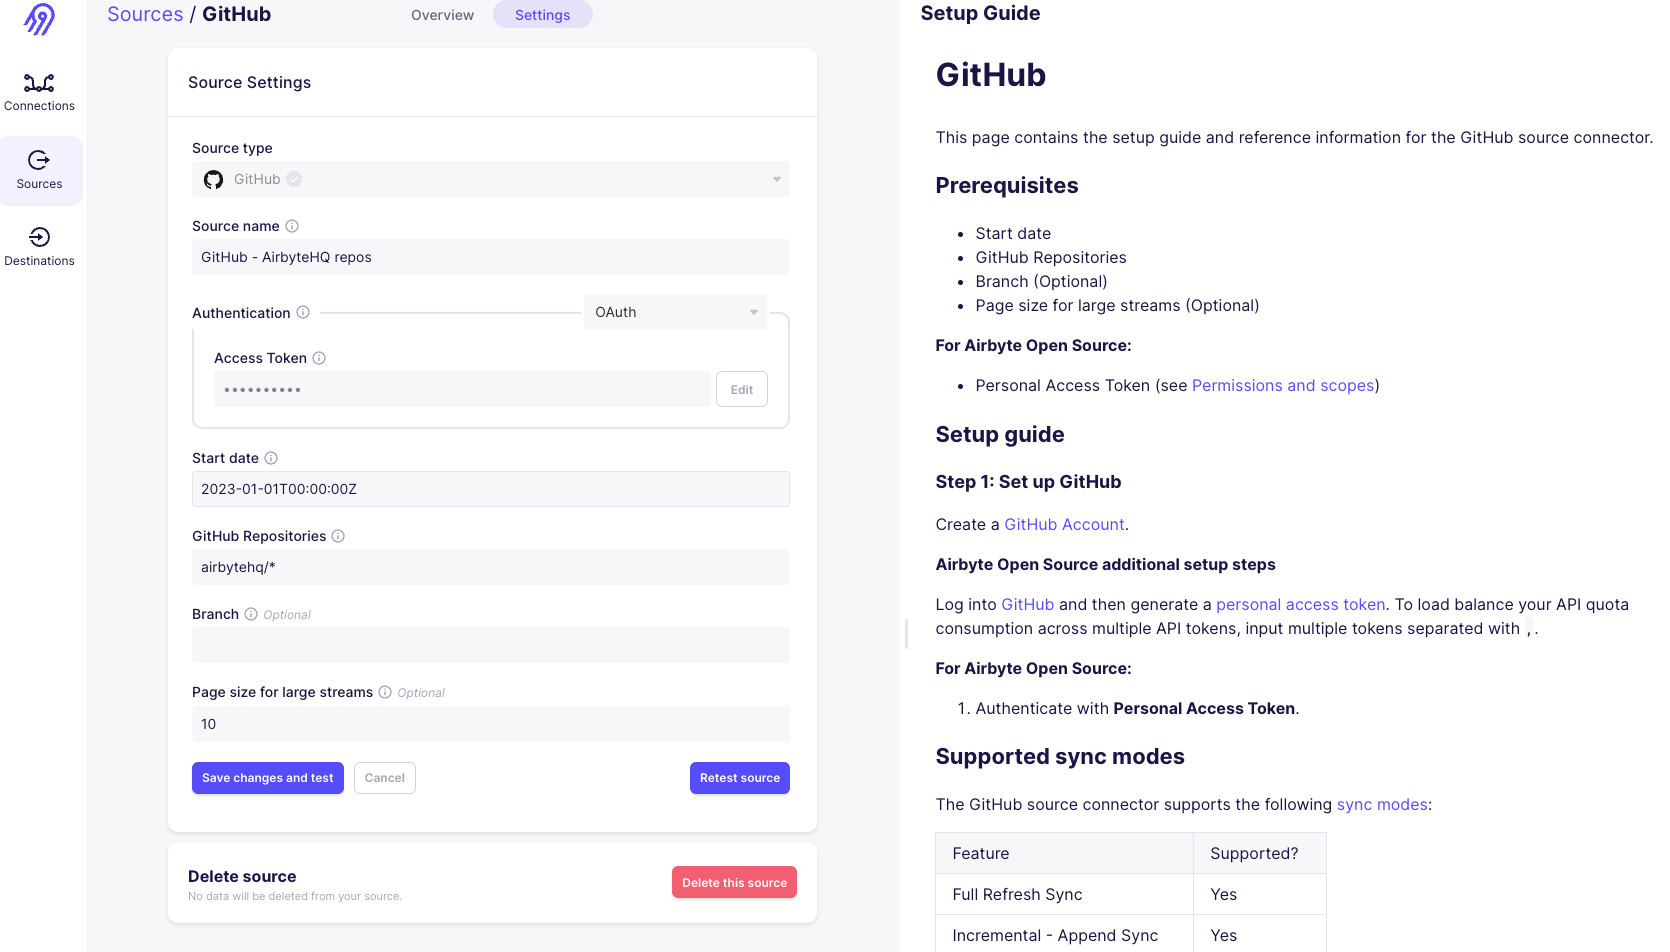 Sources / GitHub
Overview
Settings
Connections
Sources
Destinations
Source Settings
Source type
GitHub
Source name
GitHub - AirbyteHQ repos
Authentication
OAuth
Access Token
••••••••••
Edit
Start date
2023-01-01T00:00:00Z
GitHub Repositories
airbytehq/*
Branch Optional
Page size for large streams Optional
10
Save changes and test
Cancel
Retest source
Delete source
No data will be deleted from your source.
Delete this source
Setup Guide
GitHub
This page contains the setup guide and reference information for the GitHub source connector.
Prerequisites
• Start date
• GitHub Repositories
• Branch (Optional)
• Page size for large streams (Optional)
For Airbyte Open Source:
• Personal Access Token (see Permissions and scopes)
Setup guide
Step 1: Set up GitHub
Create a GitHub Account.
Airbyte Open Source additional setup steps
Log into GitHub and then generate a personal access token. To load balance your API quota
consumption across multiple API tokens, input multiple tokens separated with , .
For Airbyte Open Source:
1. Authenticate with Personal Access Token.
Supported sync modes
The GitHub source connector supports the following sync modes:
Feature Supported?
Full Refresh Sync Yes
Incremental - Append Sync Yes